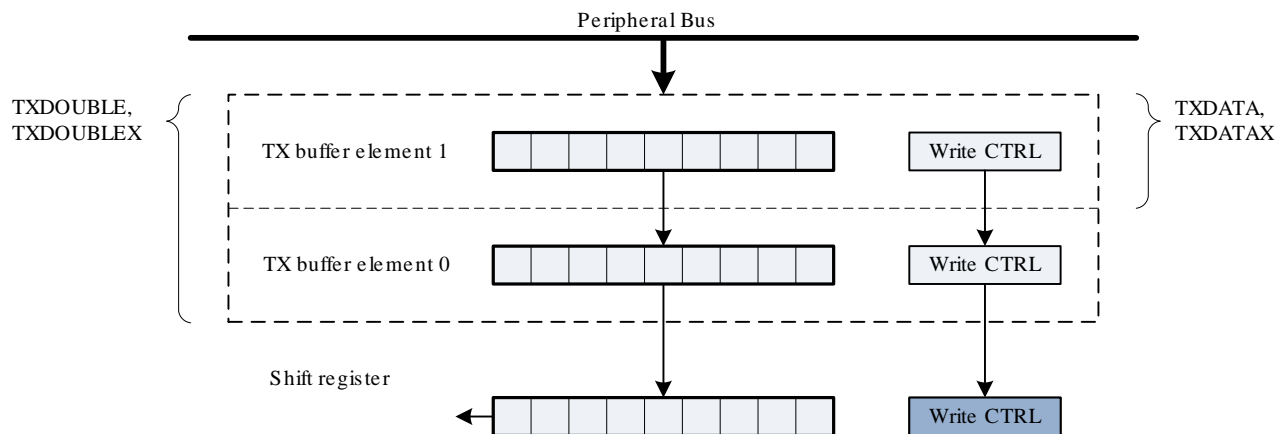 Peripheral Bus
TXDOUBLE,
TXDOUBLEX
TXDATA,
TXDATAX
TX buffer element 1
Write CTRL
TX buffer element 0
Write CTRL
Shift register
Write CTRL